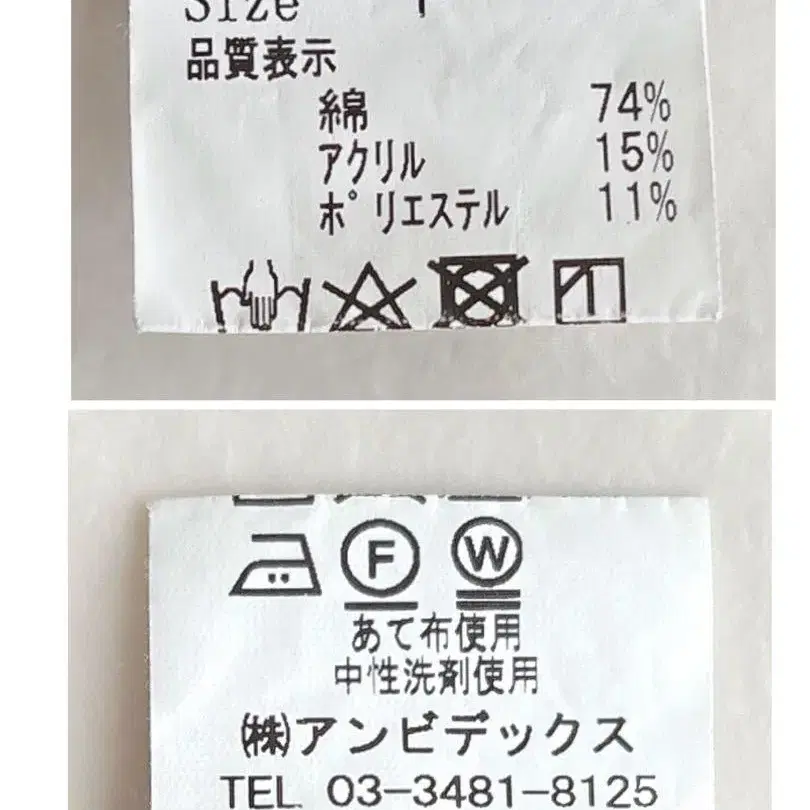 Size
品質表示
綿 74%
アクリル 15%
ポリエステル 11%
F W
あて布使用
中性洗剤使用
㈱アンビデックス
TEL 03-3481-8125